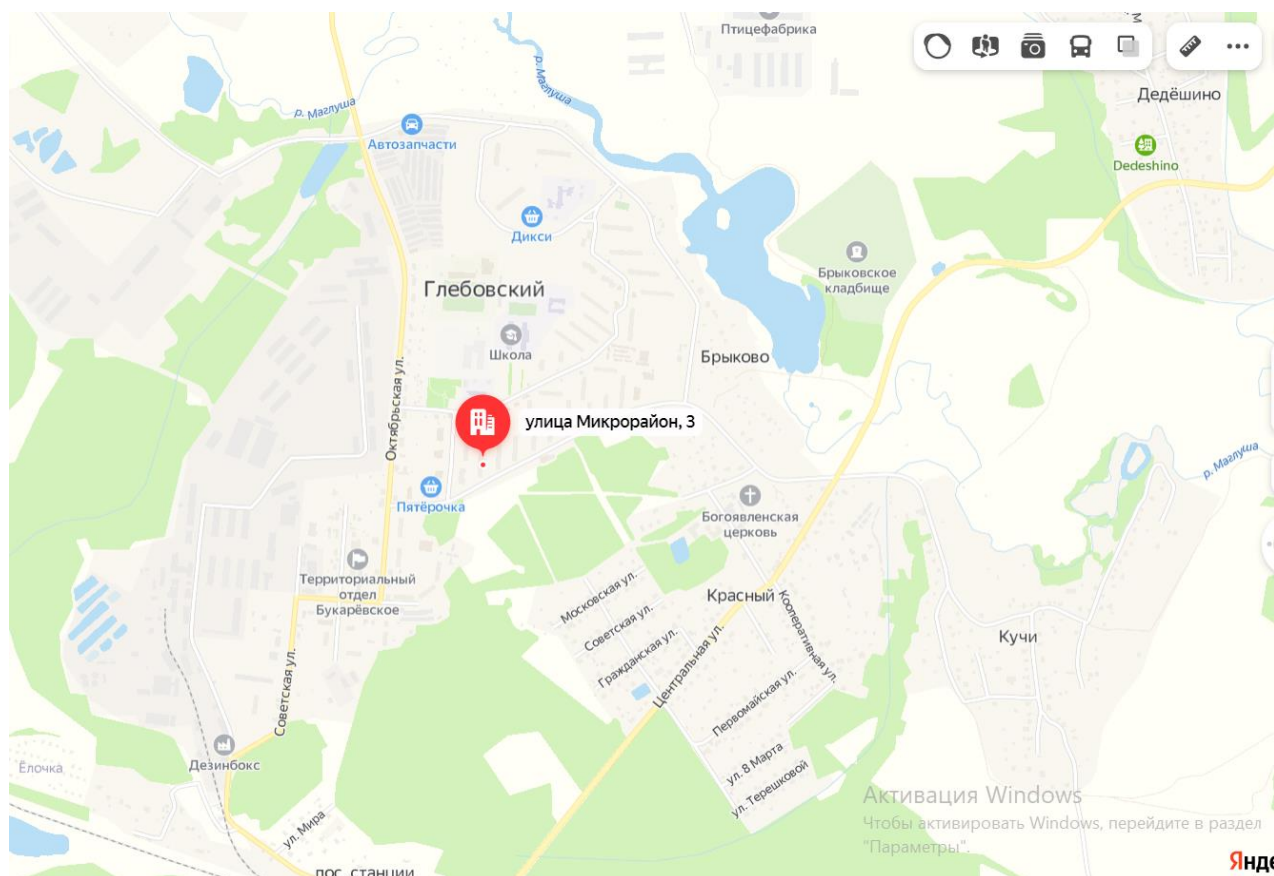 Птицефабрика
М
р. Маглуша
р. Маглуша
Дедёшино
Автозапчасти
Dedeshino
Дикси
Брыковское
кладбище
Глебовский
Школа
Брыково
Октябрьская ул.
улица Микрорайон, 3
р. Маглуша
Пятёрочка
Богоявленская
церковь
Территориальный
отдел
Букарёвское
Московская ул.
Красный
Кооперативная ул.
Советская ул.
Кучи
Гражданская ул.
Центральная ул.
Советская ул.
Первомайская ул.
Ёлочка
Дезинбокс
ул. 8 Марта
ул. Терешковой
Активация Windows
Чтобы активировать Windows, перейдите в раздел
"Параметры".
ул. Мира
пос. станции
Янде